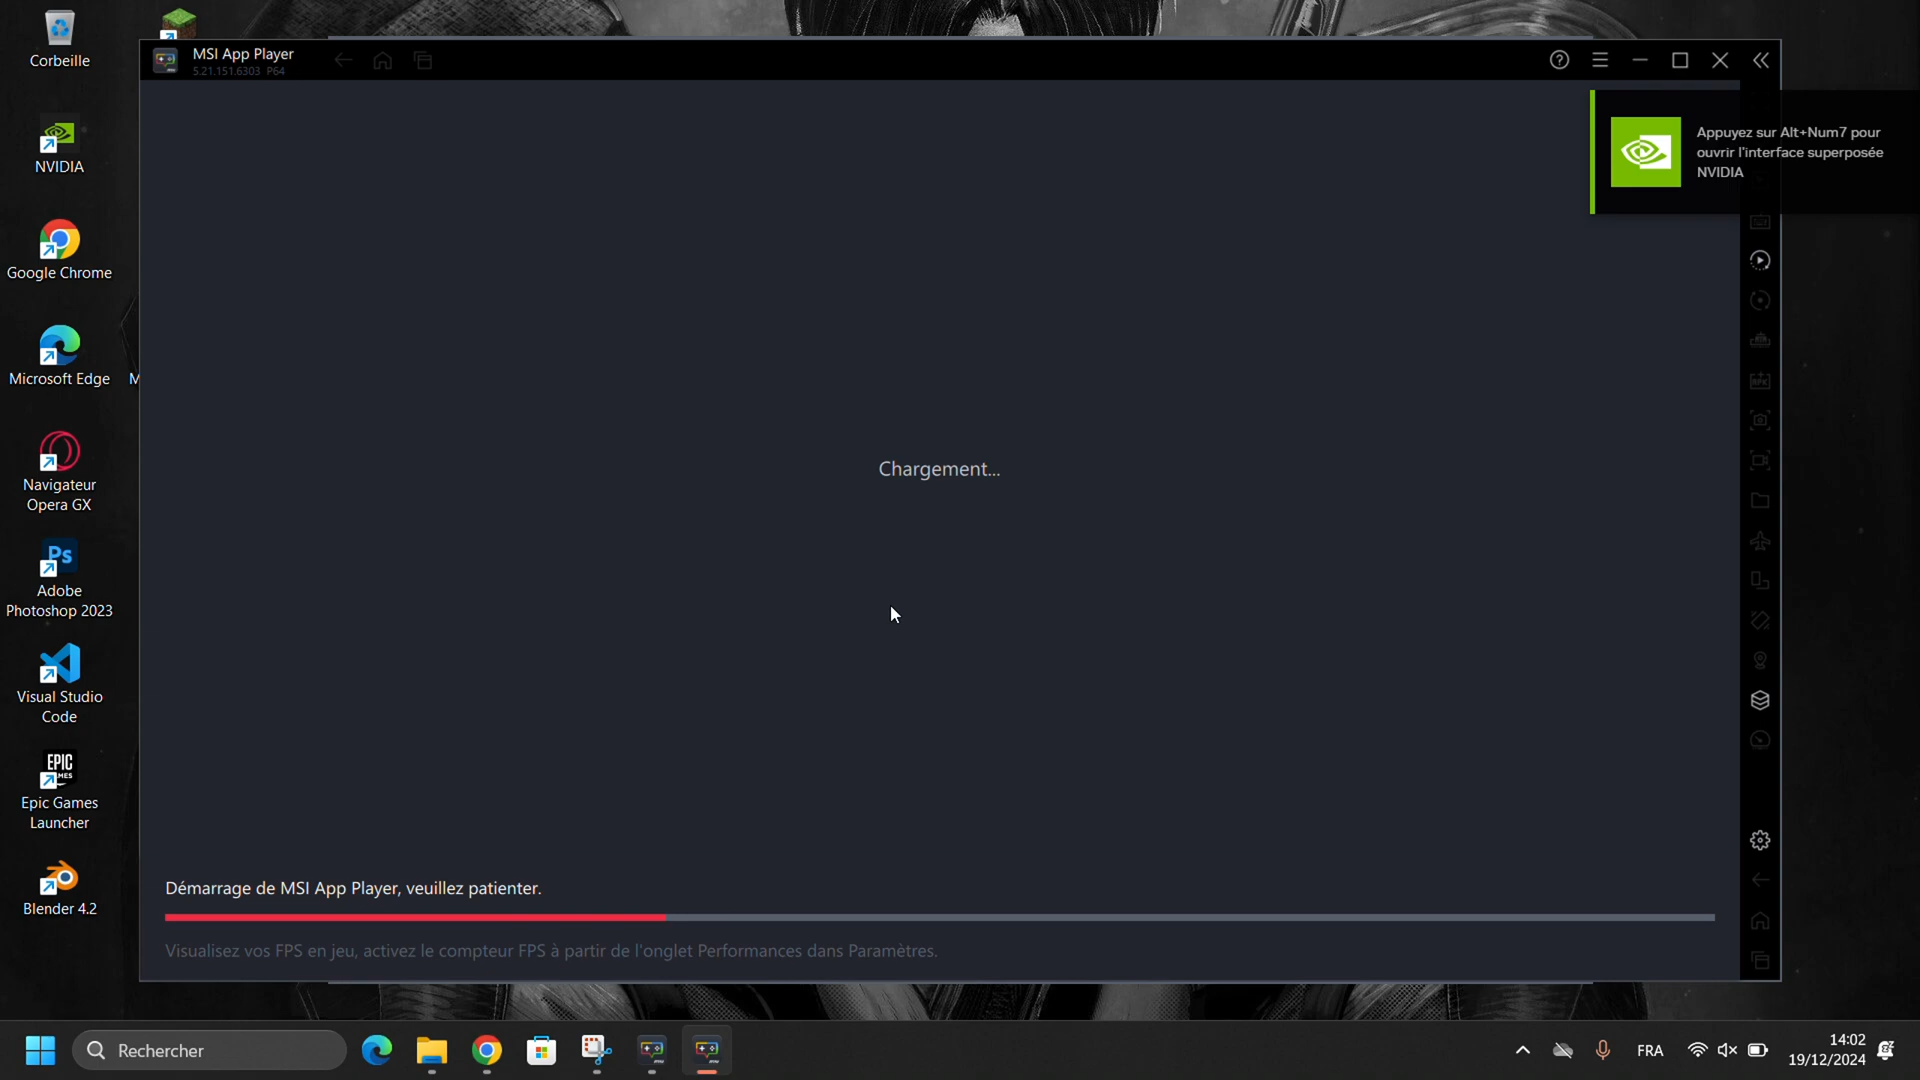 Corbeille
NVIDIA
Google Chrome
Microsoft Edge
M
Navigateur
Opera GX
Ps
Adobe
Photoshop 2023
Visual Studio
Code
EPIC
Epic Games
Launcher
Blender 4.2
MSI App Player
5.21.151.6303 P64
Appuyez sur Alt+Num7 pour
ouvrir l'interface superposée
NVIDIA
Chargement...
Démarrage de MSI App Player, veuillez patienter.
Visualisez vos FPS en jeu, activez le compteur FPS à partir de l'onglet Performances dans Paramètres.
Rechercher
FRA
14:02
19/12/2024